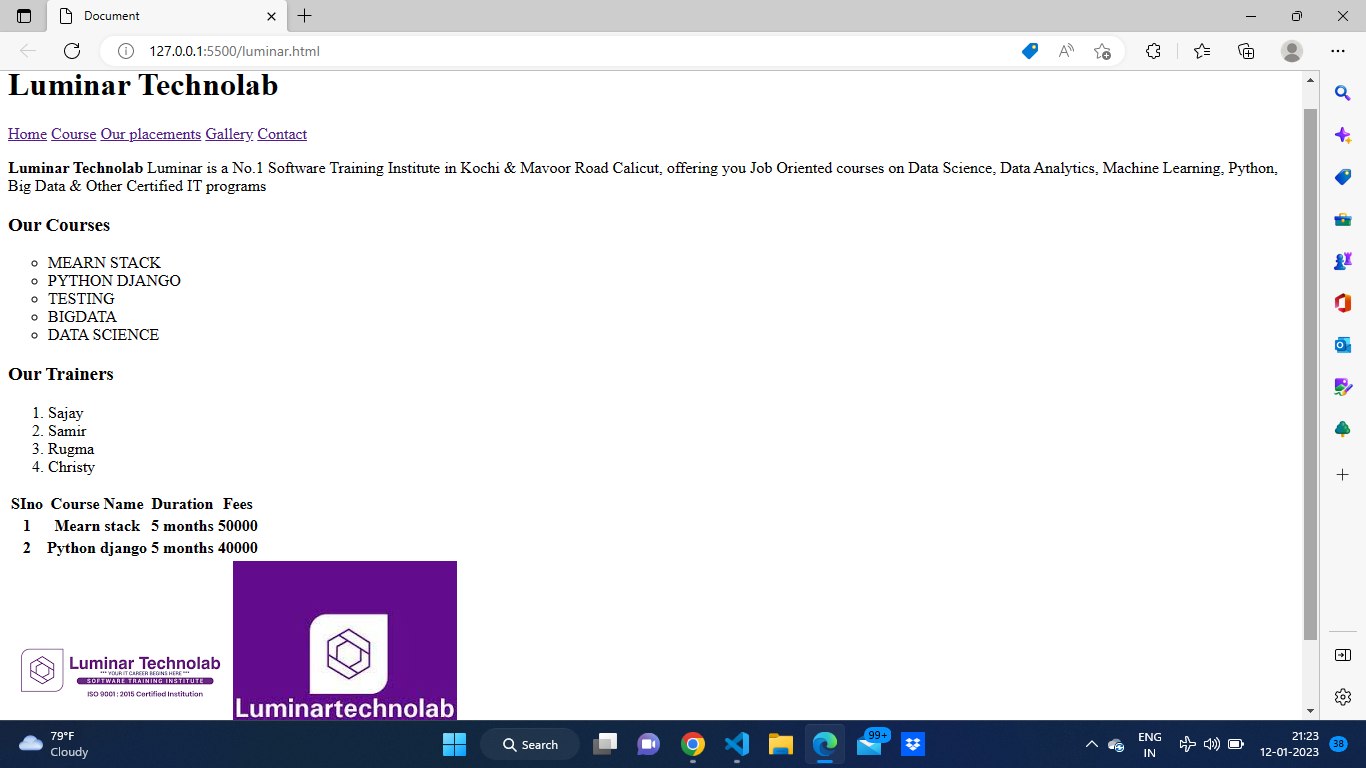 Document
127.0.0.1:5500/luminar.html
Luminar Technolab
Home Course Our placements Gallery Contact
Luminar Technolab Luminar is a No.1 Software Training Institute in Kochi & Mavoor Road Calicut, offering you Job Oriented courses on Data Science, Data Analytics, Machine Learning, Python,
Big Data & Other Certified IT programs
Our Courses
MEARN STACK
PYTHON DJANGO
TESTING
BIGDATA
DATA SCIENCE
Our Trainers
1. Sajay
2. Samir
3. Rugma
4. Christy
SIno Course Name Duration Fees
1 Mearn stack 5 months 50000
2 Python django 5 months 40000
Luminar Technolab
*** YOUR IT CAREER BEGINS HERE ***
SOFTWARE TRAINING INSTITUTE
ISO 9001 : 2015 Certified Institution
Luminartechnolab
79°F
Cloudy
Search
99+
ENG
IN
21:23
12-01-2023
38